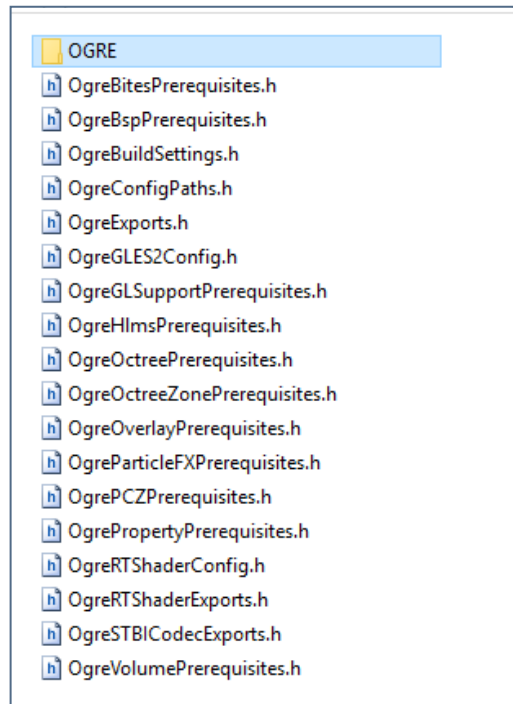 OGRE
OgreBitesPrerequisites.h
OgreBspPrerequisites.h
OgreBuildSettings.h
OgreConfigPaths.h
OgreExports.h
OgreGLES2Config.h
OgreGLSupportPrerequisites.h
OgreHlmsPrerequisites.h
OgreOctreePrerequisites.h
OgreOctreeZonePrerequisites.h
OgreOverlayPrerequisites.h
OgreParticleFXPrerequisites.h
OgrePCZPrerequisites.h
OgrePropertyPrerequisites.h
OgreRTShaderConfig.h
OgreRTShaderExports.h
OgreSTBICodecExports.h
OgreVolumePrerequisites.h